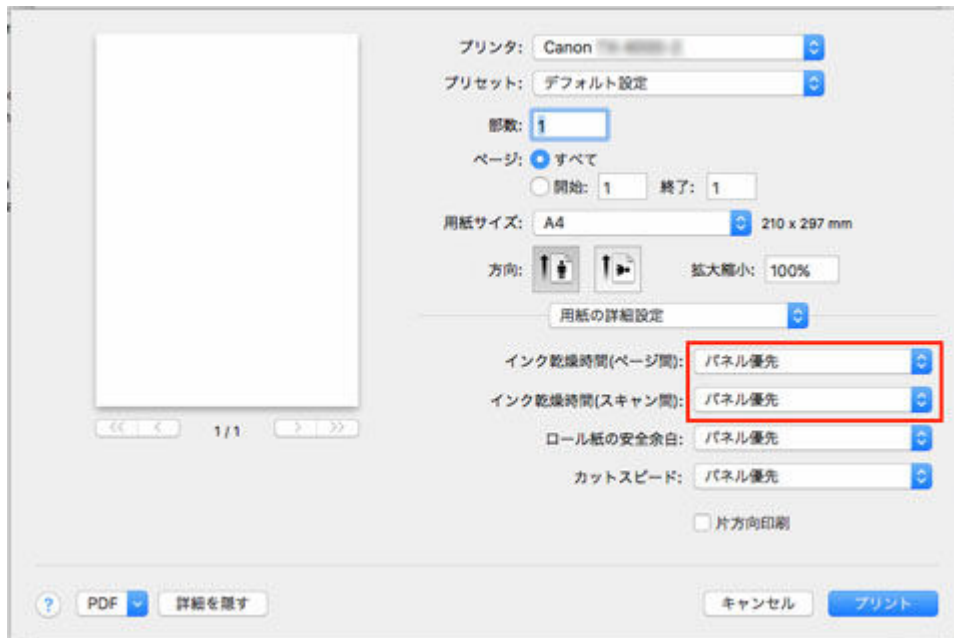 プリンタ: Canon
プリセット: デフォルト設定
部数: 1
ページ: すべて
開始: 1 終了: 1
用紙サイズ: A4 210 x 297 mm
方向: 拡大縮小: 100%
用紙の詳細設定
インク乾燥時間(ページ間): パネル優先
インク乾燥時間(スキャン間): パネル優先
<< < 1/1 > >>
ロール紙の安全余白: パネル優先
カットスピード: パネル優先
片方向印刷
? PDF 詳細を隠す キャンセル プリント